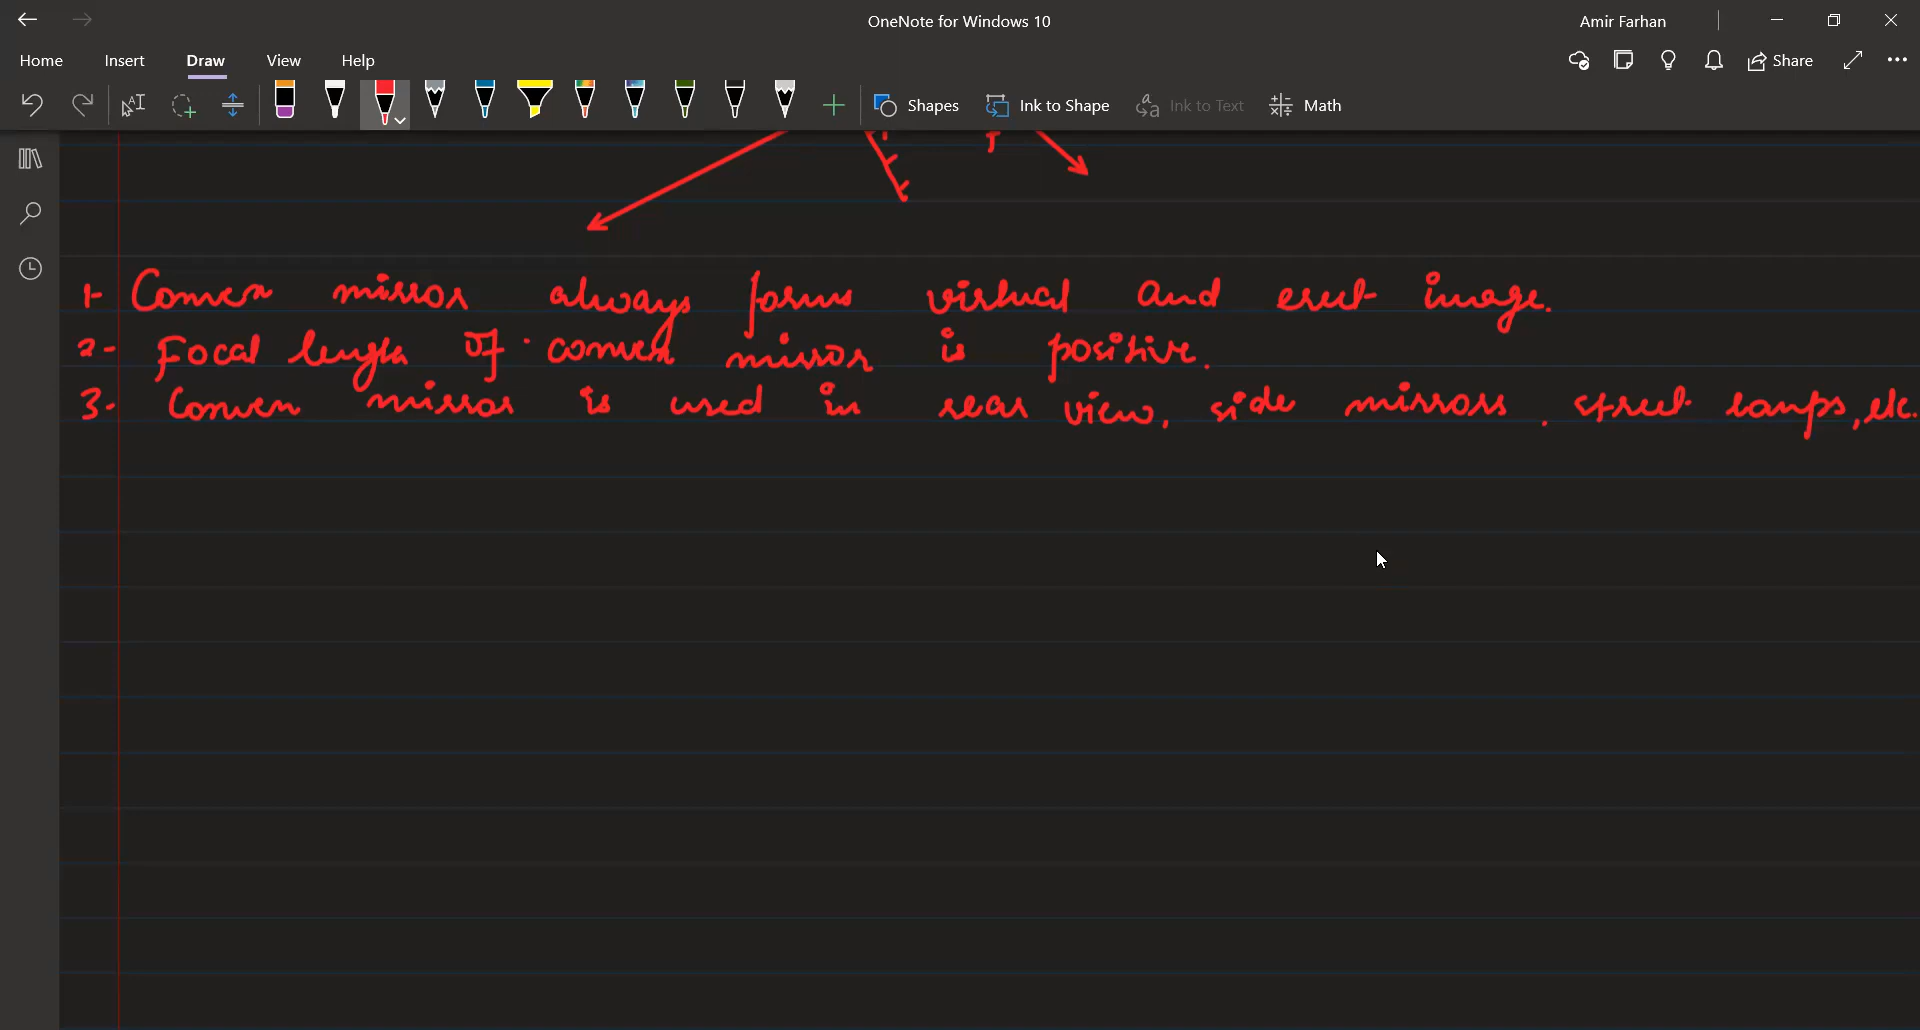 OneNote for Windows 10
Amir Farhan
Home Insert Draw View Help
Share
Shapes Ink to Shape Ink to Text Math
1- Convex mirror always forms virtual and erect image.
2- Focal length of convex mirror is positive.
3- Convex mirror is used in rear view, side mirrors, street lamps, etc.